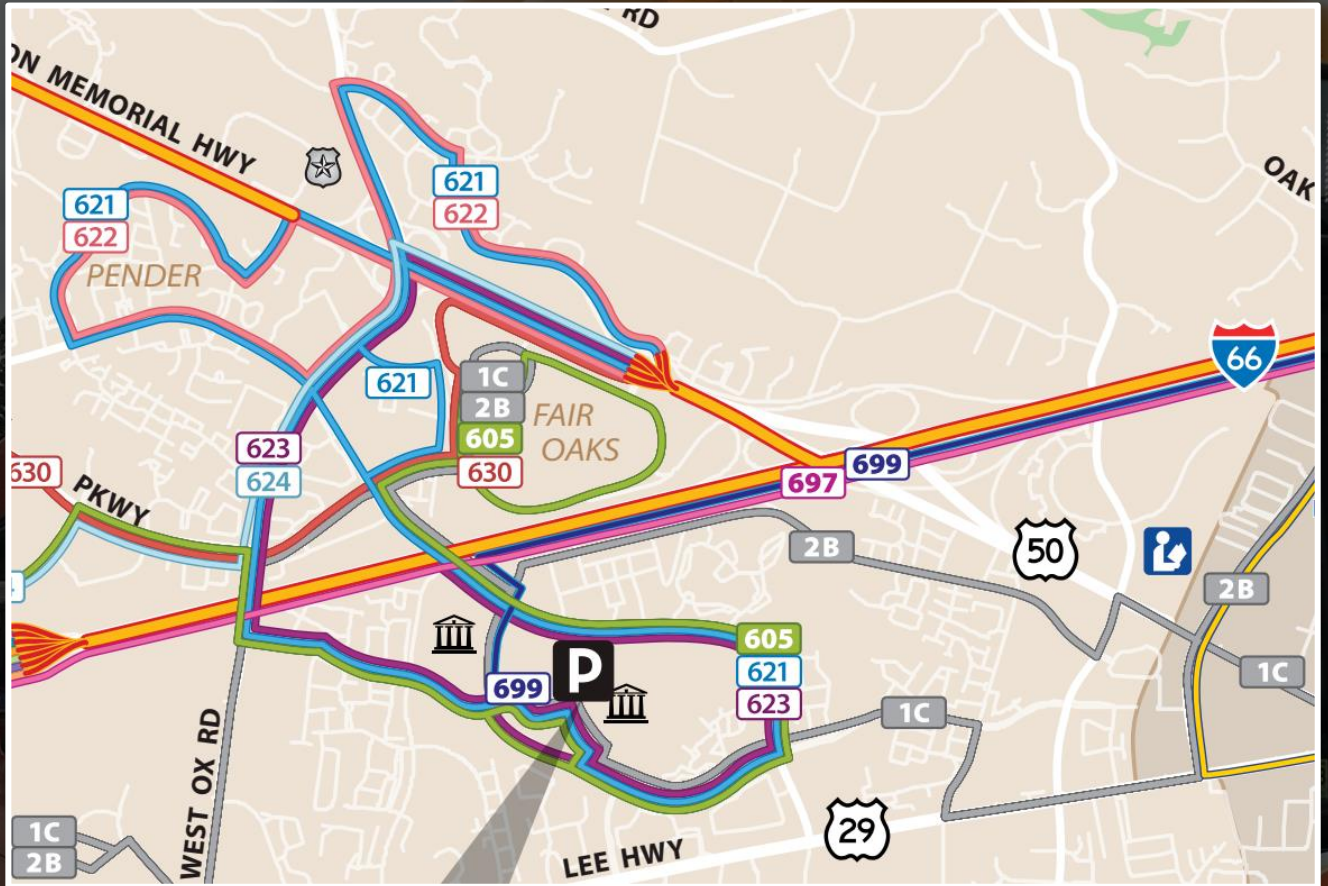 RD
ON MEMORIAL HWY
OAK
621
622
621
622
PENDER
66
621
1C
2B
605
630
FAIR
OAKS
623
624
630
PKWY
699
697
50
2B
2B
605
621
623
1C
699
P
1C
WEST OX RD
29
LEE HWY
1C
2B